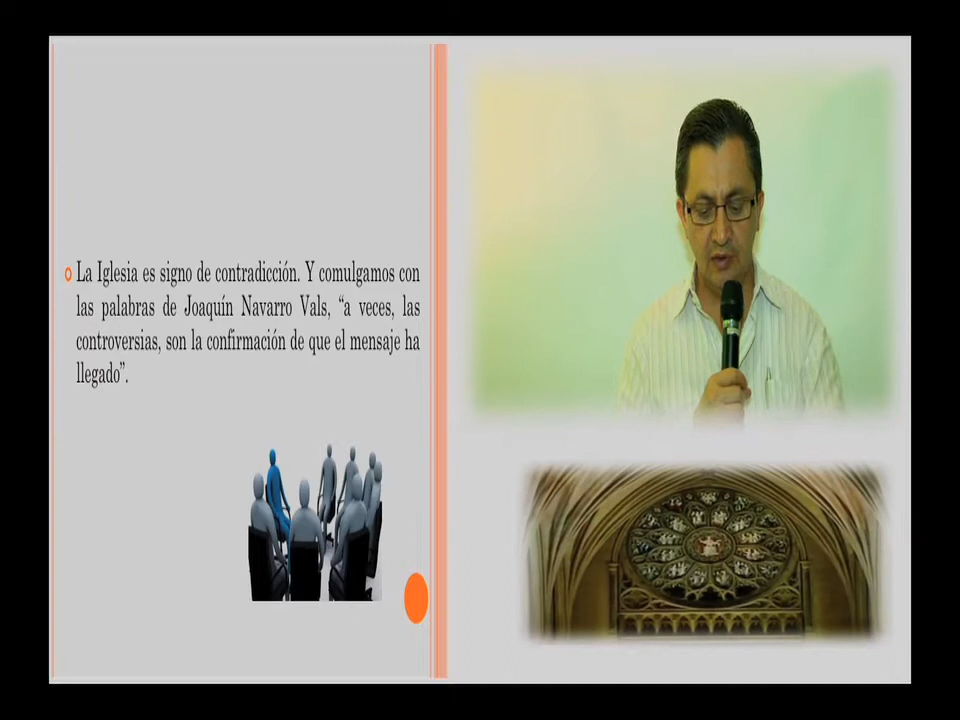 La Iglesia es signo de contradicción. Y comulgamos con
las palabras de Joaquín Navarro Vals, “a veces, las
controversias, son la confirmación de que el mensaje ha
llegado”.